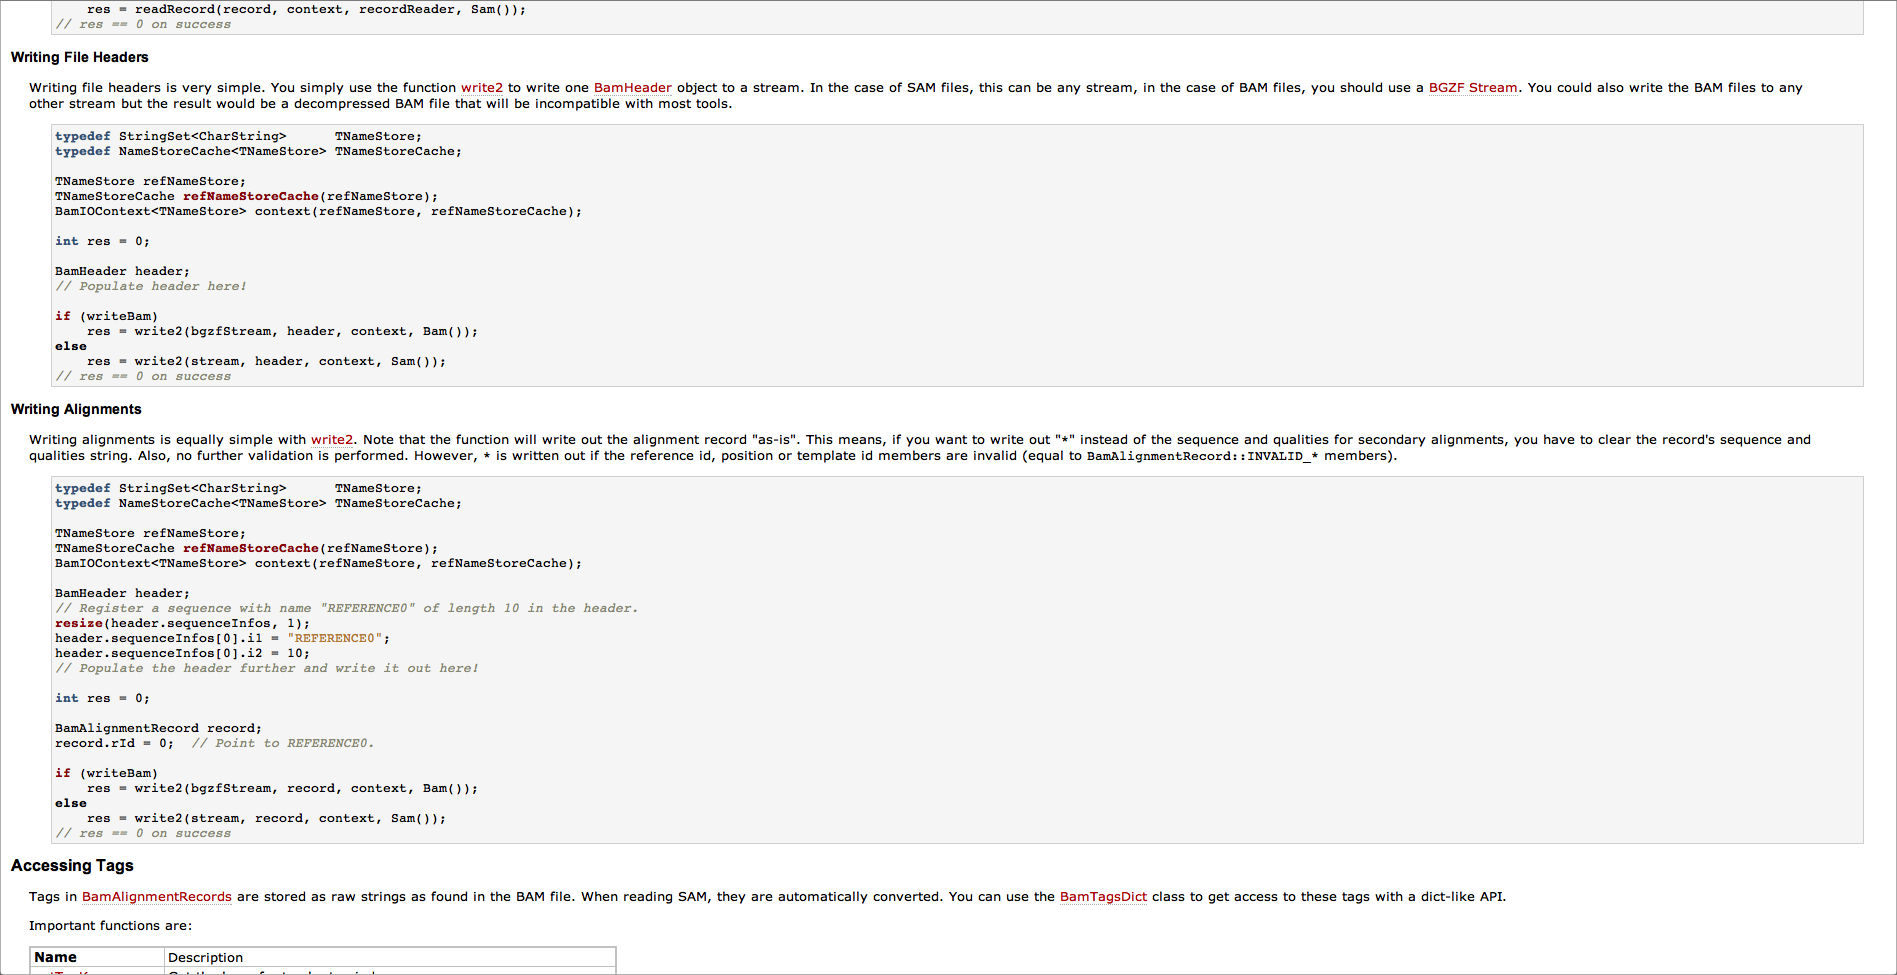 res = readRecord(record, context, recordReader, Sam());
// res == 0 on success
Writing File Headers
Writing file headers is very simple. You simply use the function write2 to write one BamHeader object to a stream. In the case of SAM files, this can be any stream, in the case of BAM files, you should use a BGZF Stream. You could also write the BAM files to any
other stream but the result would be a decompressed BAM file that will be incompatible with most tools.
typedef StringSet<CharString>      TNameStore;
typedef NameStoreCache<TNameStore> TNameStoreCache;
TNameStore refNameStore;
TNameStoreCache refNameStoreCache(refNameStore);
BamIOContext<TNameStore> context(refNameStore, refNameStoreCache);
int res = 0;
BamHeader header;
// Populate header here!
if (writeBam)
    res = write2(bgzfStream, header, context, Bam());
else
    res = write2(stream, header, context, Sam());
// res == 0 on success
Writing Alignments
Writing alignments is equally simple with write2. Note that the function will write out the alignment record "as-is". This means, if you want to write out "*" instead of the sequence and qualities for secondary alignments, you have to clear the record's sequence and
qualities string. Also, no further validation is performed. However, * is written out if the reference id, position or template id members are invalid (equal to BamAlignmentRecord::INVALID_* members).
typedef StringSet<CharString>      TNameStore;
typedef NameStoreCache<TNameStore> TNameStoreCache;
TNameStore refNameStore;
TNameStoreCache refNameStoreCache(refNameStore);
BamIOContext<TNameStore> context(refNameStore, refNameStoreCache);
BamHeader header;
// Register a sequence with name "REFERENCE0" of length 10 in the header.
resize(header.sequenceInfos, 1);
header.sequenceInfos[0].i1 = "REFERENCE0";
header.sequenceInfos[0].i2 = 10;
// Populate the header further and write it out here!
int res = 0;
BamAlignmentRecord record;
record.rId = 0;  // Point to REFERENCE0.
if (writeBam)
    res = write2(bgzfStream, record, context, Bam());
else
    res = write2(stream, record, context, Sam());
// res == 0 on success
Accessing Tags
Tags in BamAlignmentRecords are stored as raw strings as found in the BAM file. When reading SAM, they are automatically converted. You can use the BamTagsDict class to get access to these tags with a dict-like API.
Important functions are:
Name Description